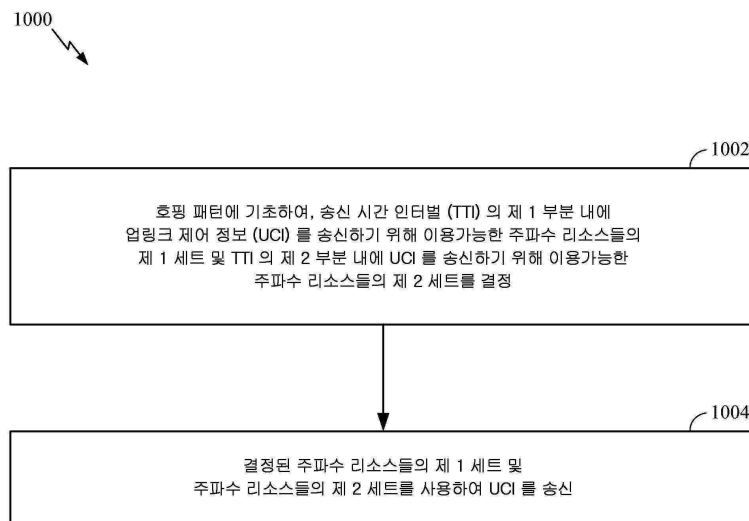 1000
1002
호핑 패턴에 기초하여, 송신 시간 인터벌 (TTI) 의 제 1 부분 내에
업링크 제어 정보 (UCI) 를 송신하기 위해 이용가능한 주파수 리소스들의
제 1 세트 및 TTI 의 제 2 부분 내에 UCI 를 송신하기 위해 이용가능한
주파수 리소스들의 제 2 세트를 결정
1004
결정된 주파수 리소스들의 제 1 세트 및
주파수 리소스들의 제 2 세트를 사용하여 UCI 를 송신